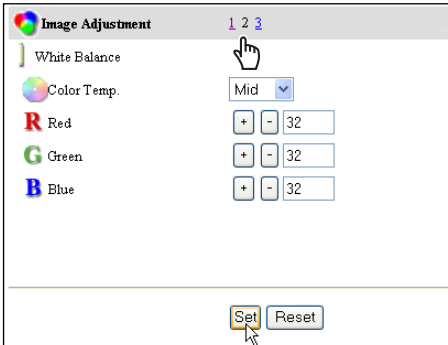 Image Adjustment 1 2 3
White Balance
Color Temp. Mid
R Red + - 32
G Green + - 32
B Blue + - 32
Set Reset